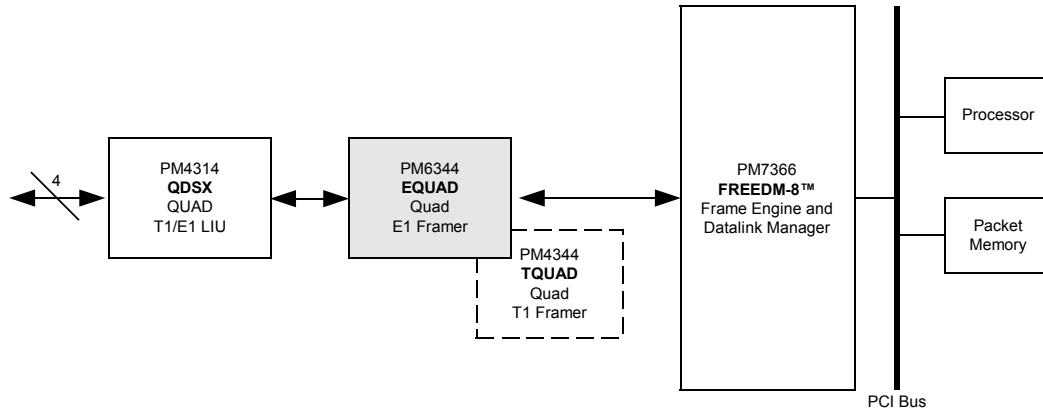 4
PM4314
QDSX
QUAD
T1/E1 LIU
PM6344
EQUAD
Quad
E1 Framer
PM4344
TQUAD
Quad
T1 Framer
PM7366
FREEDM-8™
Frame Engine and
Datalink Manager
Processor
Packet
Memory
PCI Bus